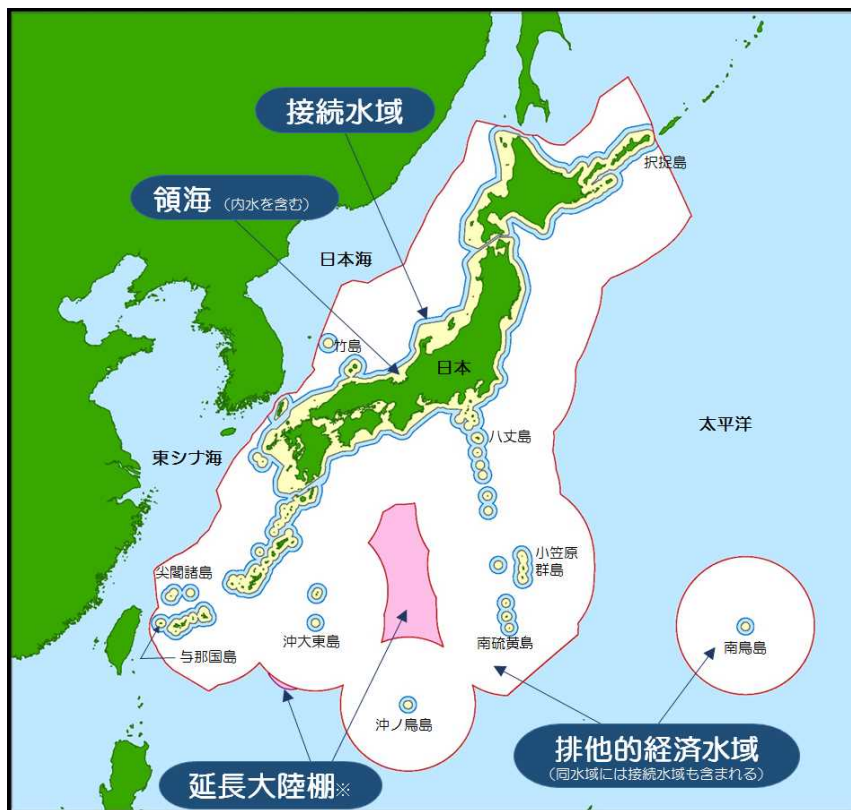 接続水域
択捉島
領海（内水を含む）
日本海
竹島
日本
八丈島
太平洋
東シナ海
小笠原
群島
尖閣諸島
沖大東島
南硫黄島
南鳥島
与那国島
沖ノ鳥島
排他的経済水域
（同水域には接続水域も含まれる）
延長大陸棚※